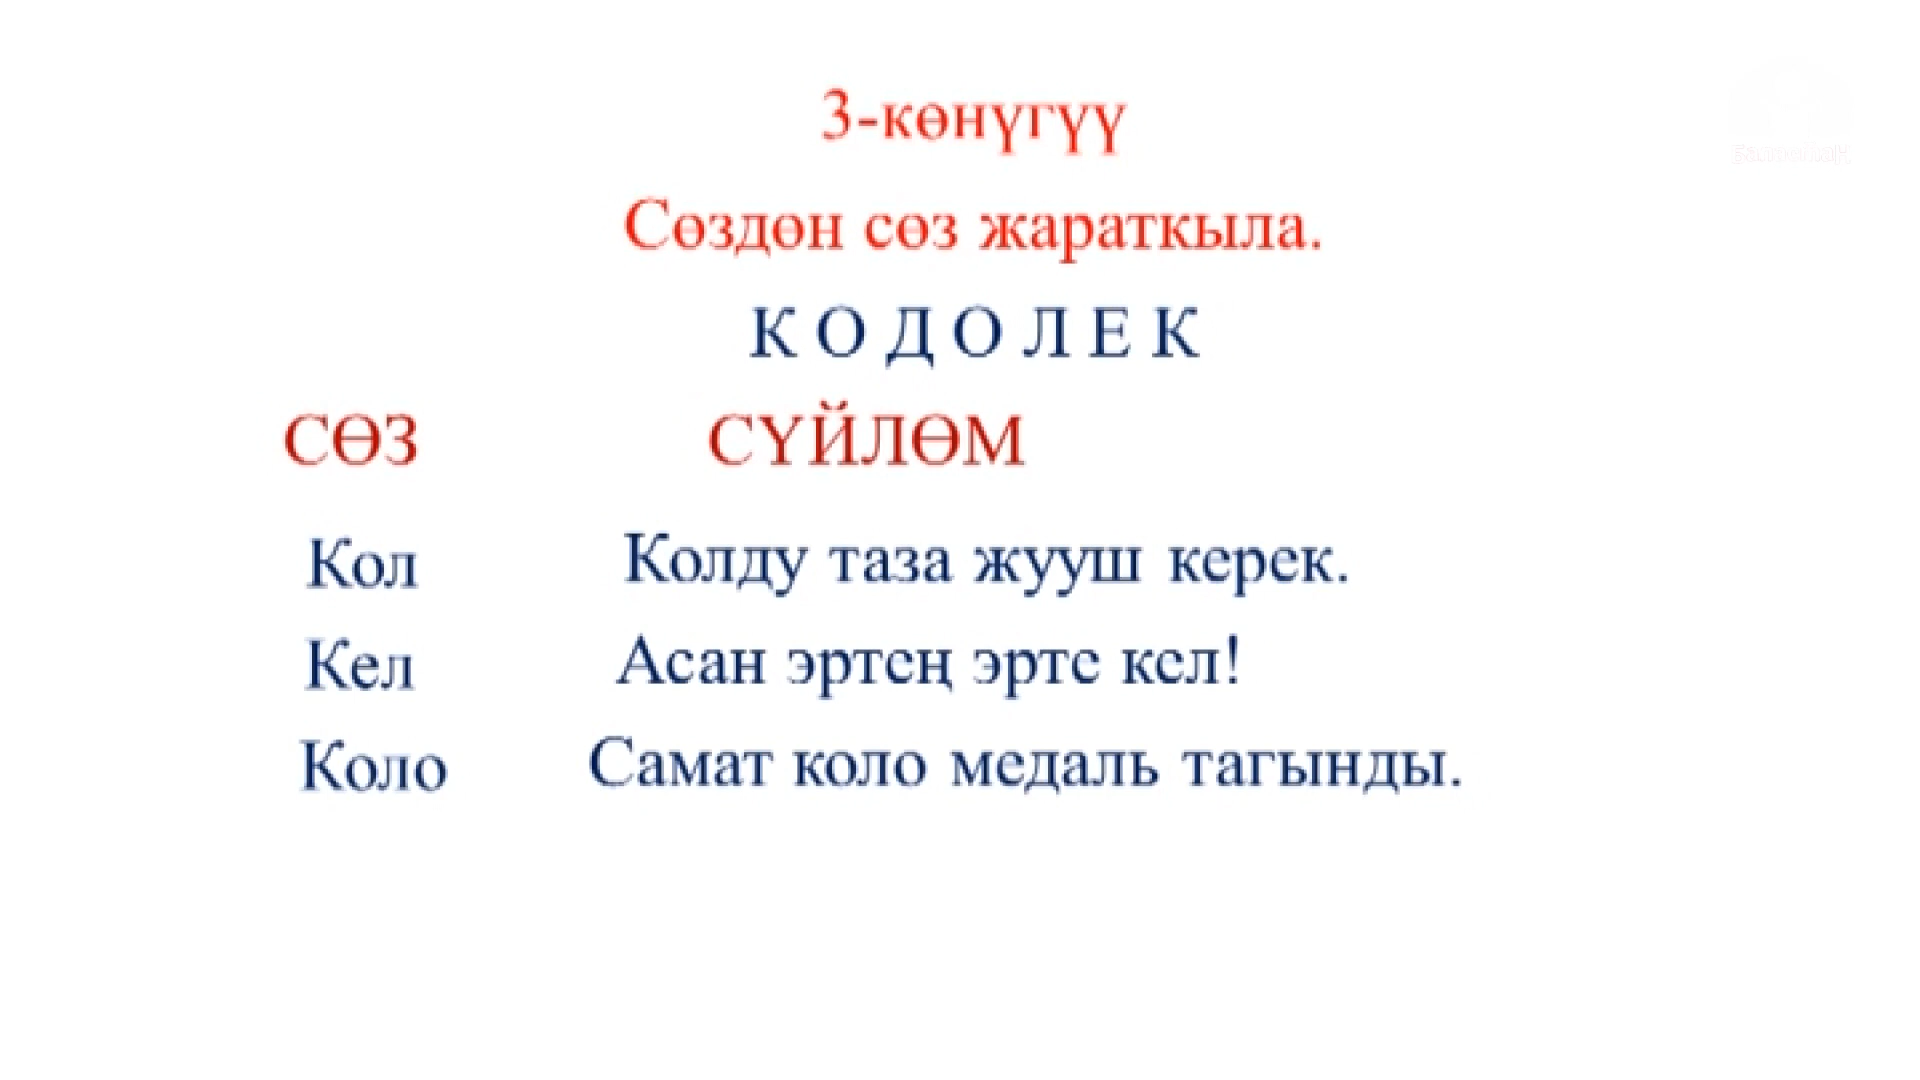 3-көнүгүү
Сөздөн сөз жараткыла.
К О Д О Л Е К
СӨЗ СҮЙЛӨМ
Кол Колду таза жууш керек.
Кел Асан эртең эрте кел!
Коло Самат коло медаль тагынды.